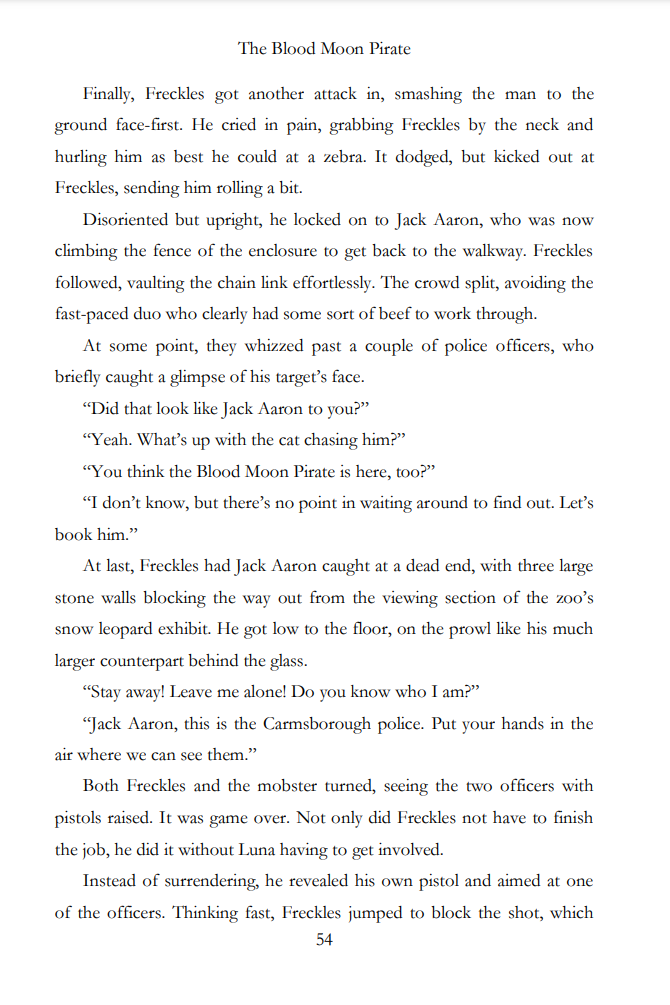 The Blood Moon Pirate
Finally, Freckles got another attack in, smashing the man to the
ground face-first. He cried in pain, grabbing Freckles by the neck and
hurling him as best he could at a zebra. It dodged, but kicked out at
Freckles, sending him rolling a bit.
Disoriented but upright, he locked on to Jack Aaron, who was now
climbing the fence of the enclosure to get back to the walkway. Freckles
followed, vaulting the chain link effortlessly. The crowd split, avoiding the
fast-paced duo who clearly had some sort of beef to work through.
At some point, they whizzed past a couple of police officers, who
briefly caught a glimpse of his target’s face.
“Did that look like Jack Aaron to you?”
“Yeah. What’s up with the cat chasing him?”
“You think the Blood Moon Pirate is here, too?”
“I don’t know, but there’s no point in waiting around to find out. Let’s
book him.”
At last, Freckles had Jack Aaron caught at a dead end, with three large
stone walls blocking the way out from the viewing section of the zoo’s
snow leopard exhibit. He got low to the floor, on the prowl like his much
larger counterpart behind the glass.
“Stay away! Leave me alone! Do you know who I am?”
“Jack Aaron, this is the Carmsborough police. Put your hands in the
air where we can see them.”
Both Freckles and the mobster turned, seeing the two officers with
pistols raised. It was game over. Not only did Freckles not have to finish
the job, he did it without Luna having to get involved.
Instead of surrendering, he revealed his own pistol and aimed at one
of the officers. Thinking fast, Freckles jumped to block the shot, which
54